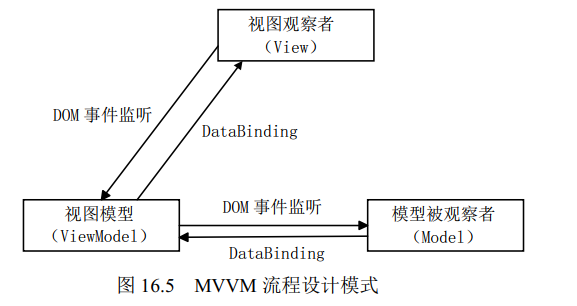 视图观察者
（View）
DOM 事件监听
DataBinding
视图模型
（ViewModel）
DOM 事件监听
DataBinding
模型被观察者
（Model）
图 16.5 MVVM 流程设计模式